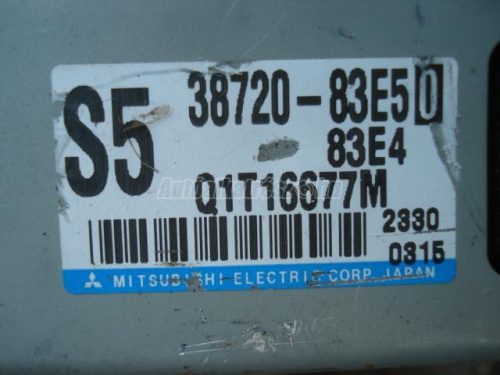 S5
38720-83E50
83E4
Q1T16677M
2330
0315
MITSUBISHI ELECTRIC CORP. JAPAN